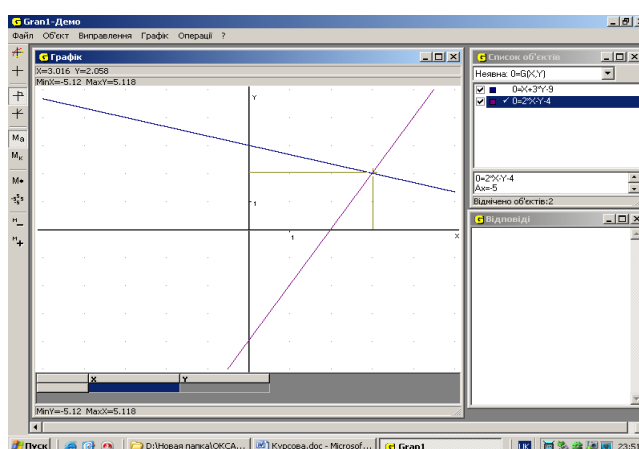 Gran1-Демо
Файл Об'єкт Виправлення Графік Операції ?
Графік
X=3.016 Y=2.058
MinX=-5.12 MaxY=5.118
Y
1
1
X
X Y
MinY=-5.12 MaxX=5.118
Список об'єктів
Неявна: 0=G(X,Y)
0=X+3*Y-9
0=2*X-Y-4
0=2*X-Y-4
Ax=-5
Відмічено об'єктів:2
Відповіді
Пуск
D:\Новая папка\ОКСА...
Курсова.doc - Microsof...
Gran1
UK
23:51